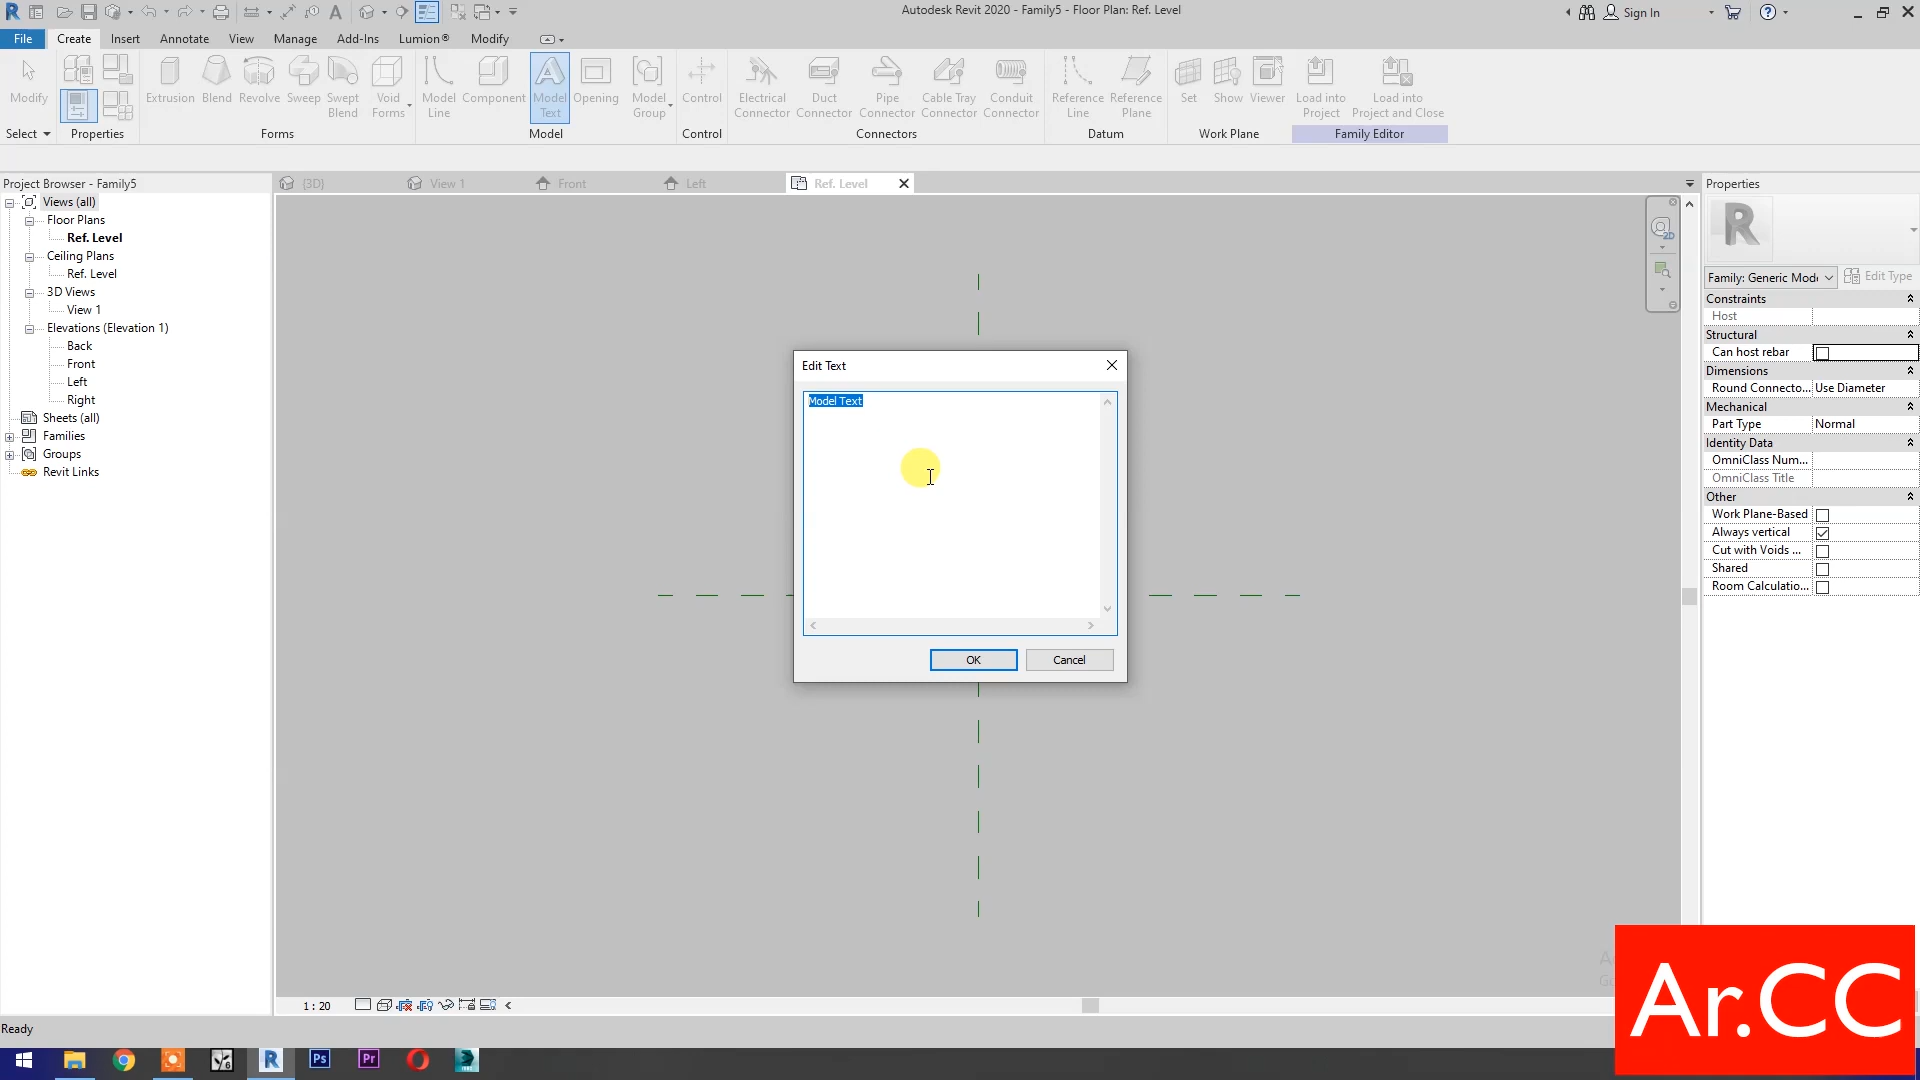 Autodesk Revit 2020 - Family5 - Floor Plan: Ref. Level
Sign In
File Create Insert Annotate View Manage Add-Ins Lumion® Modify
Modify
Extrusion Blend Revolve Sweep Swept Blend Void Forms
Model Line Component Model Text Opening Model Group
Control
Electrical Connector Duct Connector Pipe Connector Cable Tray Connector Conduit Connector
Reference Line Reference Plane
Set Show Viewer
Load into Project Load into Project and Close
Select Properties Forms Model Control Connectors Datum Work Plane Family Editor
Project Browser - Family5
{3D} View 1 Front Left Ref. Level
Properties
Views (all)
Floor Plans
Ref. Level
Ceiling Plans
Ref. Level
3D Views
View 1
Elevations (Elevation 1)
Back
Front
Left
Right
Sheets (all)
Families
Groups
Revit Links
2D
Edit Text
Model Text
OK Cancel
Family: Generic Mode
Edit Type
Constraints
Host
Structural
Can host rebar
Dimensions
Round Connecto... Use Diameter
Mechanical
Part Type Normal
Identity Data
OmniClass Num...
OmniClass Title
Other
Work Plane-Based
Always vertical
Cut with Voids ...
Shared
Room Calculatio...
1 : 20
Ready
Ps Pr
Ar.CC